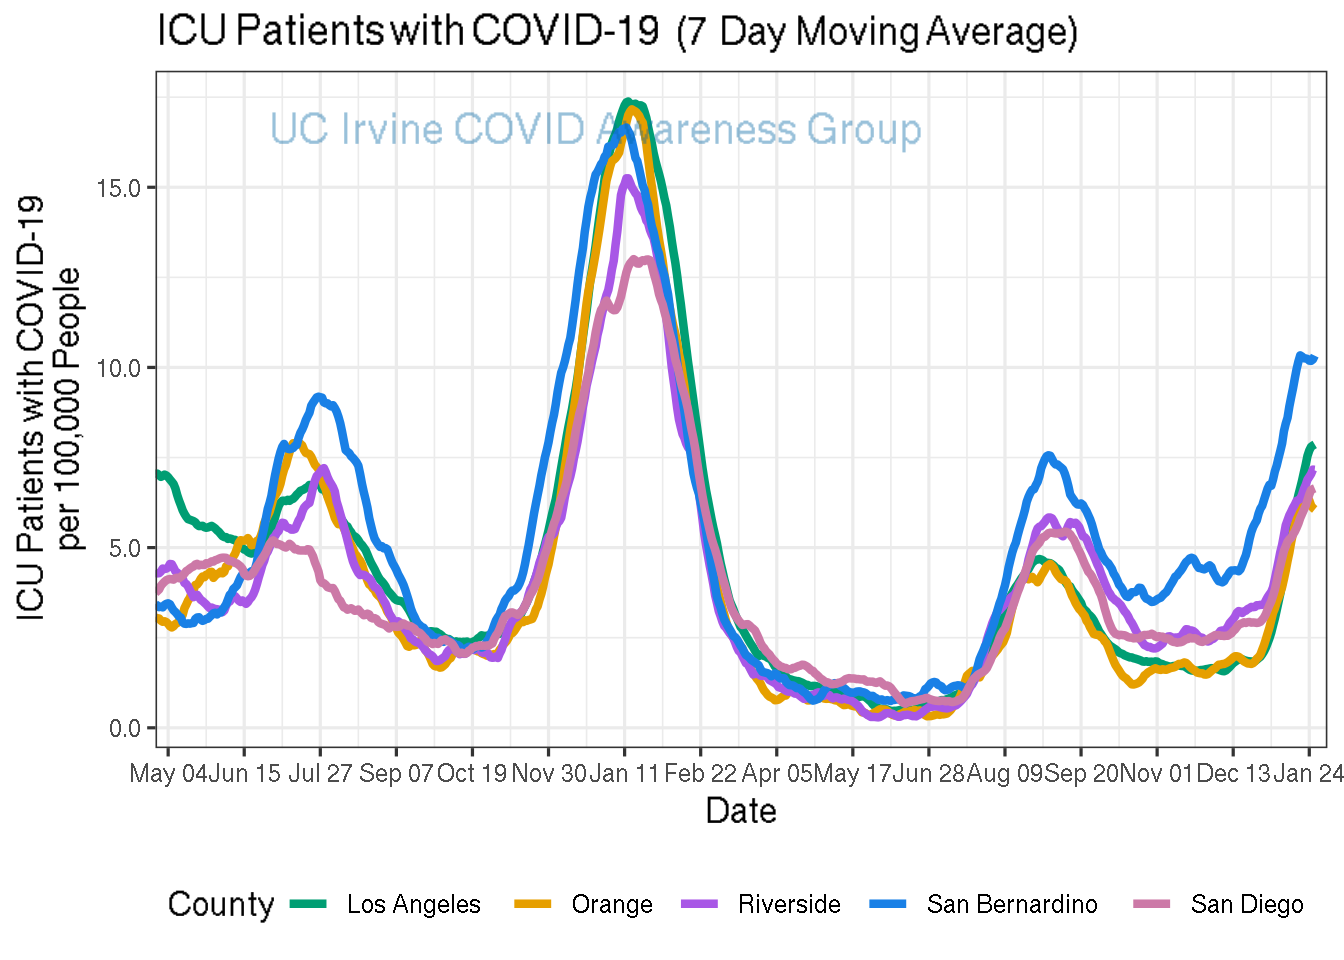 ICU Patients with COVID-19 (7 Day Moving Average)
UC Irvine COVID Awareness Group
ICU Patients with COVID-19
per 100,000 People
15.0
10.0
5.0
0.0
May 04 Jun 15 Jul 27 Sep 07 Oct 19 Nov 30 Jan 11 Feb 22 Apr 05 May 17 Jun 28 Aug 09 Sep 20 Nov 01 Dec 13 Jan 24
Date
County Los Angeles Orange Riverside San Bernardino San Diego